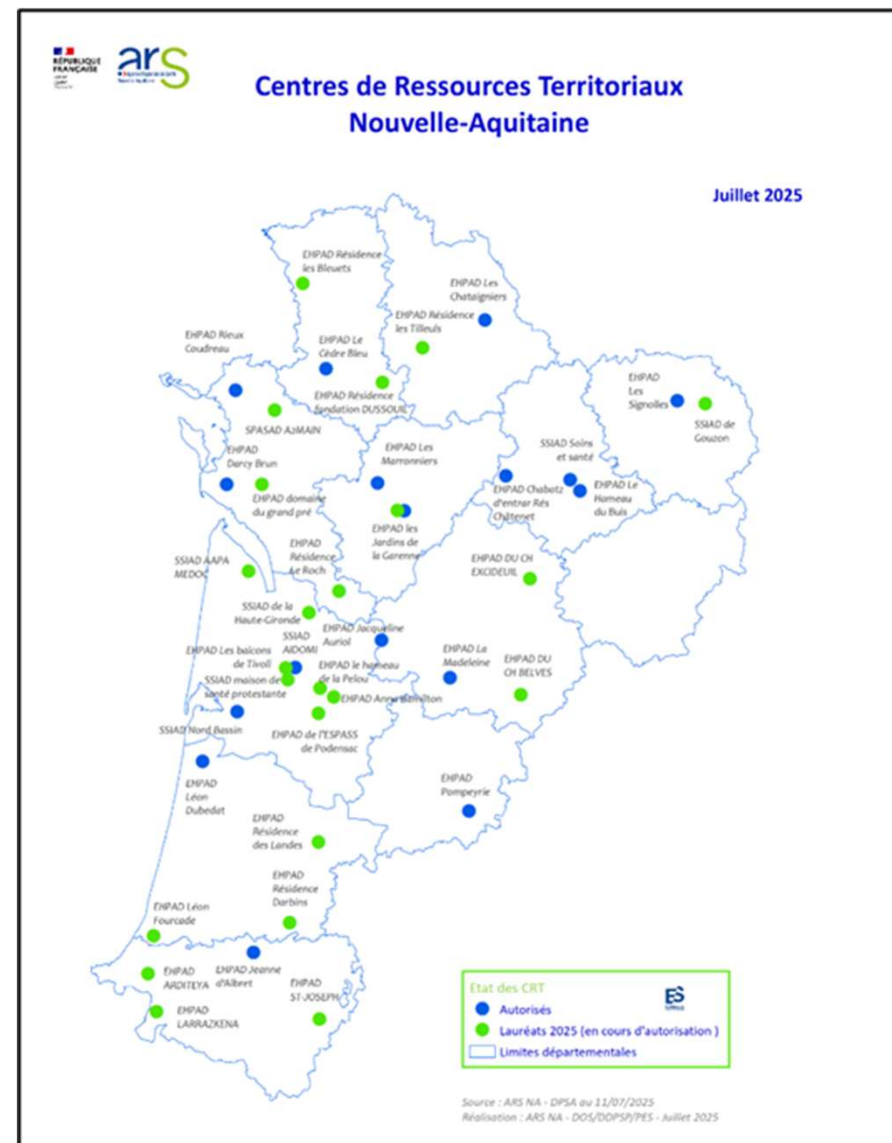 RÉPUBLIQUE
FRANÇAISE
ars
Centres de Ressources Territoriaux
Nouvelle-Aquitaine
Juillet 2025
EHPAD Résidence
les Bleuets
EHPAD Les
Chataigniers
EHPAD Résidence
les Tilleuls
EHPAD Rieux
Coudreau
EHPAD Le
Cèdre Bleu
EHPAD
Les
Signolles
EHPAD Résidence
fondation DUSSOUIL
SSIAD de
Gouzon
SPASAD
EHPAD
Darcy Brun
EHPAD Les
Marronniers
SSIAD Soins
et santé
EHPAD domaine
du grand pré
EHPAD Chabatz
d'entrar Rés
Châtenet
EHPAD Le
Hameau
du Buis
EHPAD les
Jardins de
la Garenne
EHPAD
Résidence
Le Roch
SSIAD AAPA
MEDOC
EHPAD DU CH
EXCIDEUIL
SSIAD de la
Haute-Gironde
EHPAD Jacqueline
Auriol
SSIAD
AIDOMI
EHPAD Les balcons
de Tivoli
EHPAD le hameau
de la Pelou
EHPAD La
Madeleine
EHPAD DU
CH BELVES
SSIAD maison de
santé protestante
EHPAD Anna Hamilton
SSIAD Nord Bassin
EHPAD de l'ESPASS
de Podensac
EHPAD
Léon
Dubedat
EHPAD
Pompeyrie
EHPAD
Résidence
des Landes
EHPAD
Résidence
Darbins
EHPAD Léon
Fourcade
EHPAD
ARDITEYA
EHPAD Jeanne
d'Albret
EHPAD
ST-JOSEPH
EHPAD
LARRAZKENA
Etat des CRT
Autorisés
Lauréats 2025 (en cours d'autorisation )
Limites départementales
Source : ARS NA - DPSA au 11/07/2025
Réalisation : ARS NA - DOS/DDPSP/PES - Juillet 2025